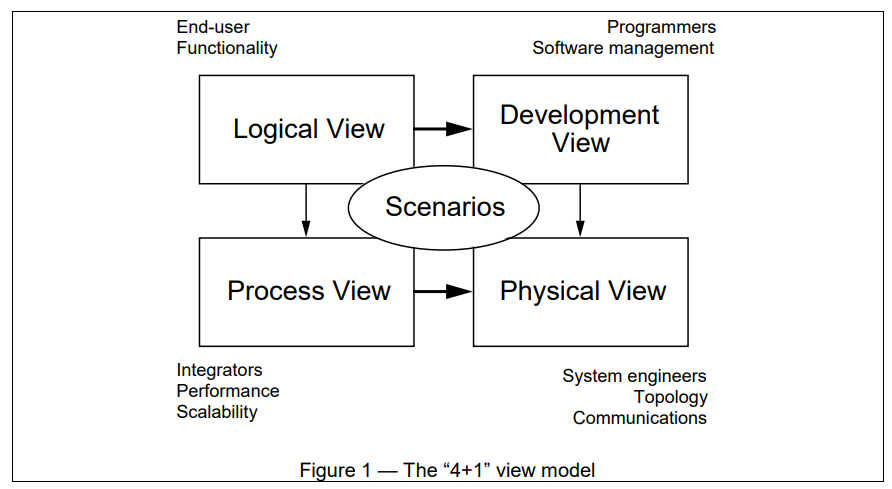 End-user
Functionality
Programmers
Software management
Logical View
Development
View
Scenarios
Process View
Physical View
Integrators
Performance
Scalability
System engineers
Topology
Communications
Figure 1 — The “4+1” view model